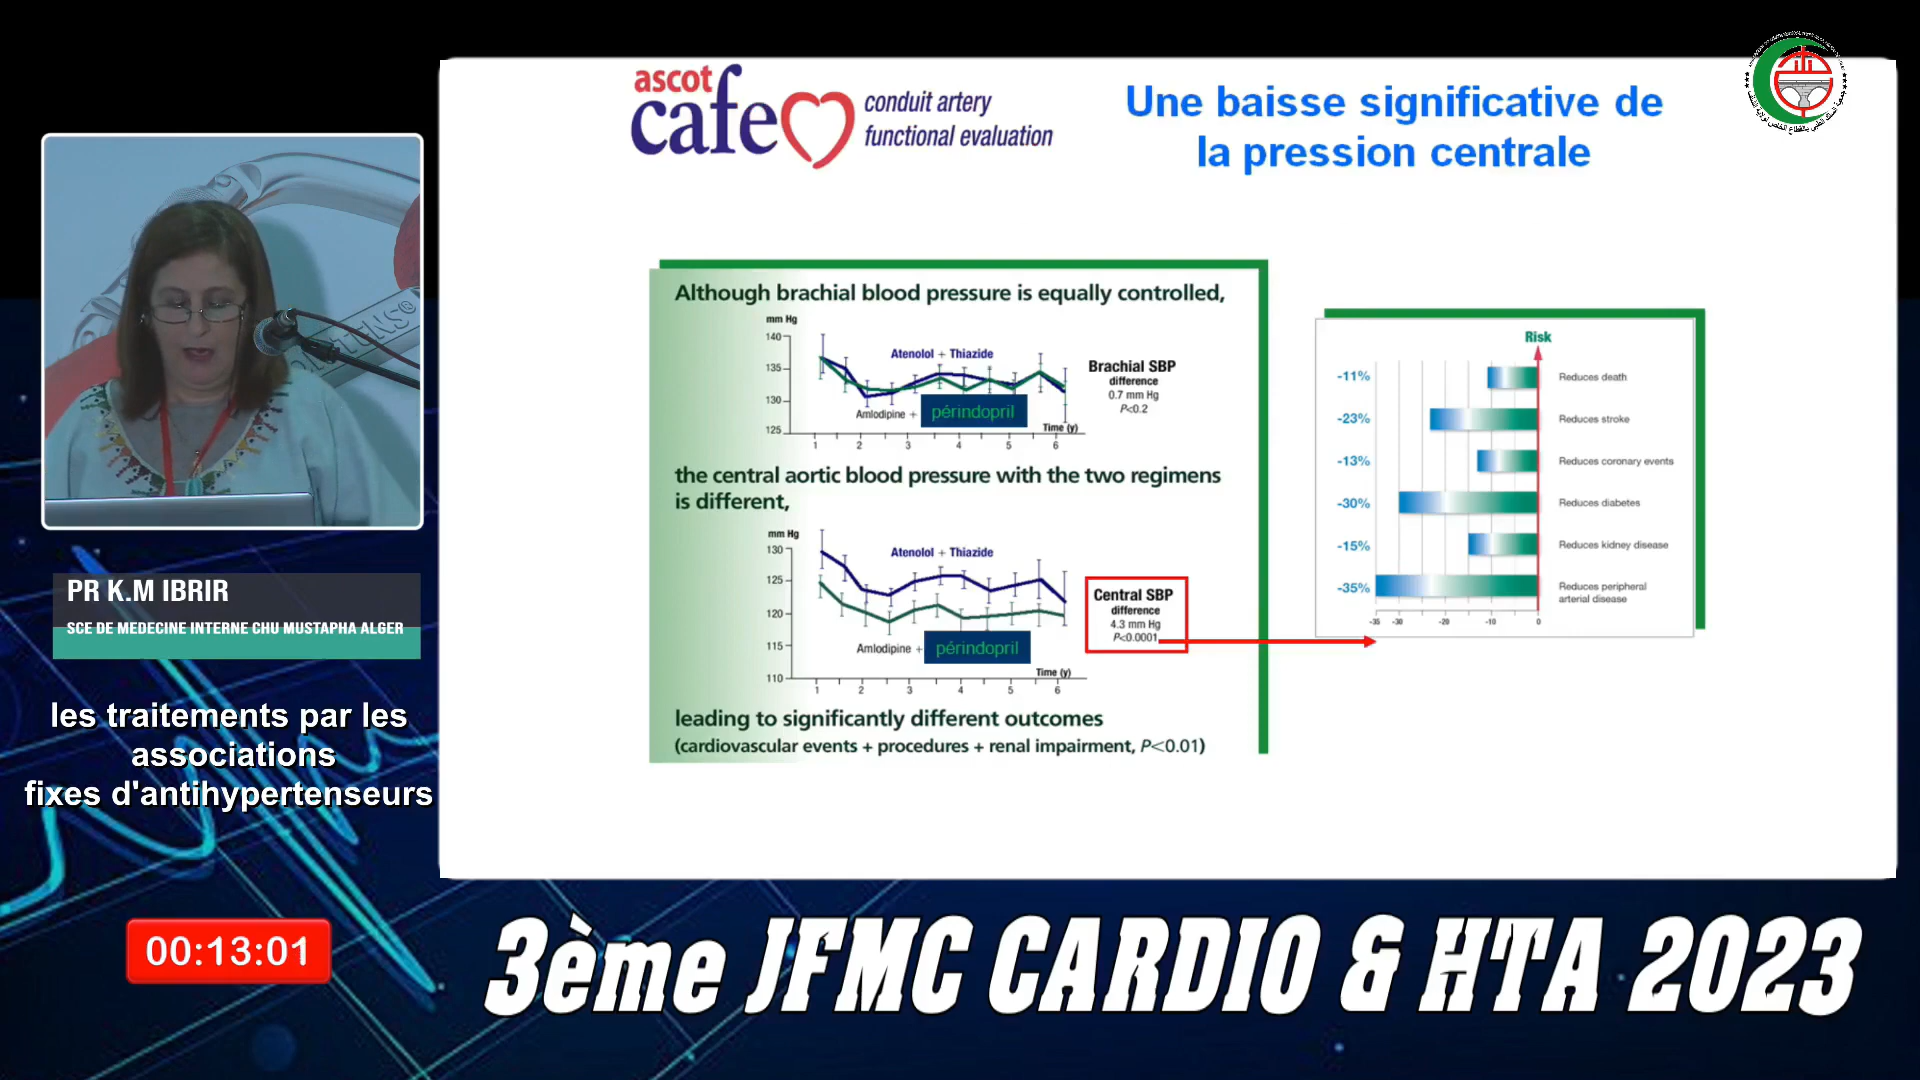 ascot
cafe
conduit artery
functional evaluation
Une baisse significative de
la pression centrale
Although brachial blood pressure is equally controlled,
mm Hg
140
135
130
125
Atenolol + Thiazide
Amlodipine +
périndopril
Time (y)
1 2 3 4 5 6
Brachial SBP
difference
0.7 mm Hg
P<0.2
the central aortic blood pressure with the two regimens
is different,
mm Hg
130
125
120
115
110
Atenolol + Thiazide
Amlodipine +
périndopril
Time (y)
1 2 3 4 5 6
Central SBP
difference
4.3 mm Hg
P<0.0001
leading to significantly different outcomes
(cardiovascular events + procedures + renal impairment, P<0.01)
Risk
-11% Reduces death
-23% Reduces stroke
-13% Reduces coronary events
-30% Reduces diabetes
-15% Reduces kidney disease
-35% Reduces peripheral
arterial disease
-35 -30 -20 -10 0
PR K.M IBRIR
SCE DE MEDECINE INTERNE CHU MUSTAPHA ALGER
les traitements par les
associations
fixes d'antihypertenseurs
00:13:01
3ème JFMC CARDIO & HTA 2023